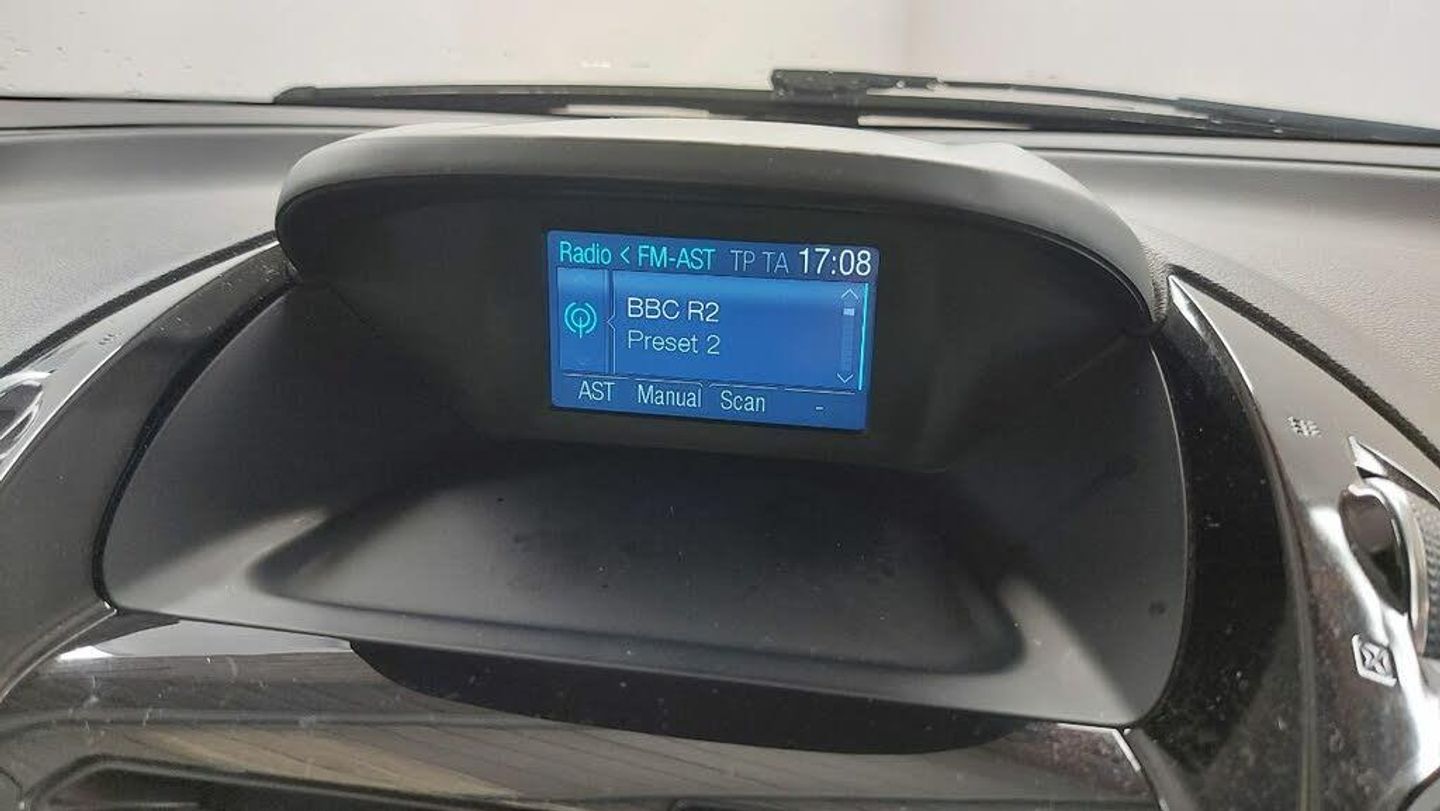 Radio < FM-AST TP TA 17:08
BBC R2
Preset 2
AST Manual Scan -